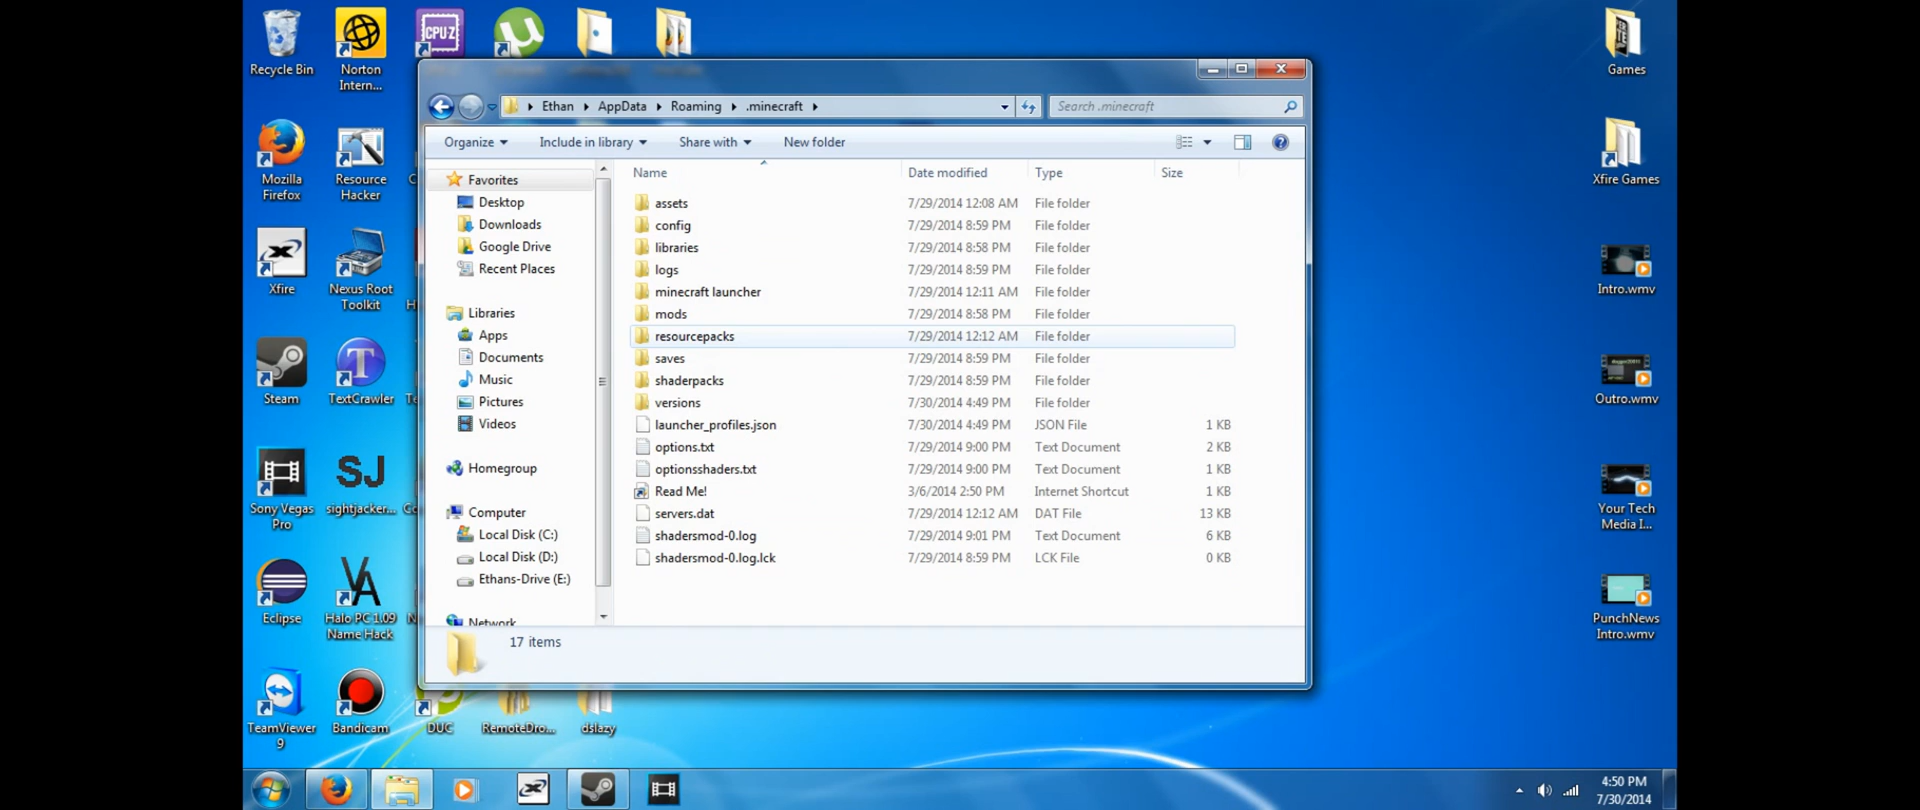 Recycle Bin
Norton
Intern...
CPU-Z
Mozilla
Firefox
Resource
Hacker
Xfire
Nexus Root
Toolkit
Steam
TextCrawler
Sony Vegas
Pro
SJ
sightjacker...
Eclipse
VA
Halo PC 1.09
Name Hack
TeamViewer
9
Bandicam
DUC
RemoteDro...
dslazy
Ethan
AppData
Roaming
.minecraft
Search .minecraft
Organize
Include in library
Share with
New folder
Favorites
Desktop
Downloads
Google Drive
Recent Places
Libraries
Apps
Documents
Music
Pictures
Videos
Homegroup
Computer
Local Disk (C:)
Local Disk (D:)
Ethans-Drive (E:)
Network
Name Date modified Type Size
assets 7/29/2014 12:08 AM File folder
config 7/29/2014 8:59 PM File folder
libraries 7/29/2014 8:58 PM File folder
logs 7/29/2014 8:59 PM File folder
minecraft launcher 7/29/2014 12:11 AM File folder
mods 7/29/2014 8:58 PM File folder
resourcepacks 7/29/2014 12:12 AM File folder
saves 7/29/2014 8:59 PM File folder
shaderpacks 7/29/2014 8:59 PM File folder
versions 7/30/2014 4:49 PM File folder
launcher_profiles.json 7/30/2014 4:49 PM JSON File 1 KB
options.txt 7/29/2014 9:00 PM Text Document 2 KB
optionsshaders.txt 7/29/2014 9:00 PM Text Document 1 KB
Read Me! 3/6/2014 2:50 PM Internet Shortcut 1 KB
servers.dat 7/29/2014 12:12 AM DAT File 13 KB
shadersmod-0.log 7/29/2014 9:01 PM Text Document 6 KB
shadersmod-0.log.lck 7/29/2014 8:59 PM LCK File 0 KB
17 items
Games
Xfire Games
Intro.wmv
Outro.wmv
Your Tech
Media I...
PunchNews
Intro.wmv
4:50 PM
7/30/2014